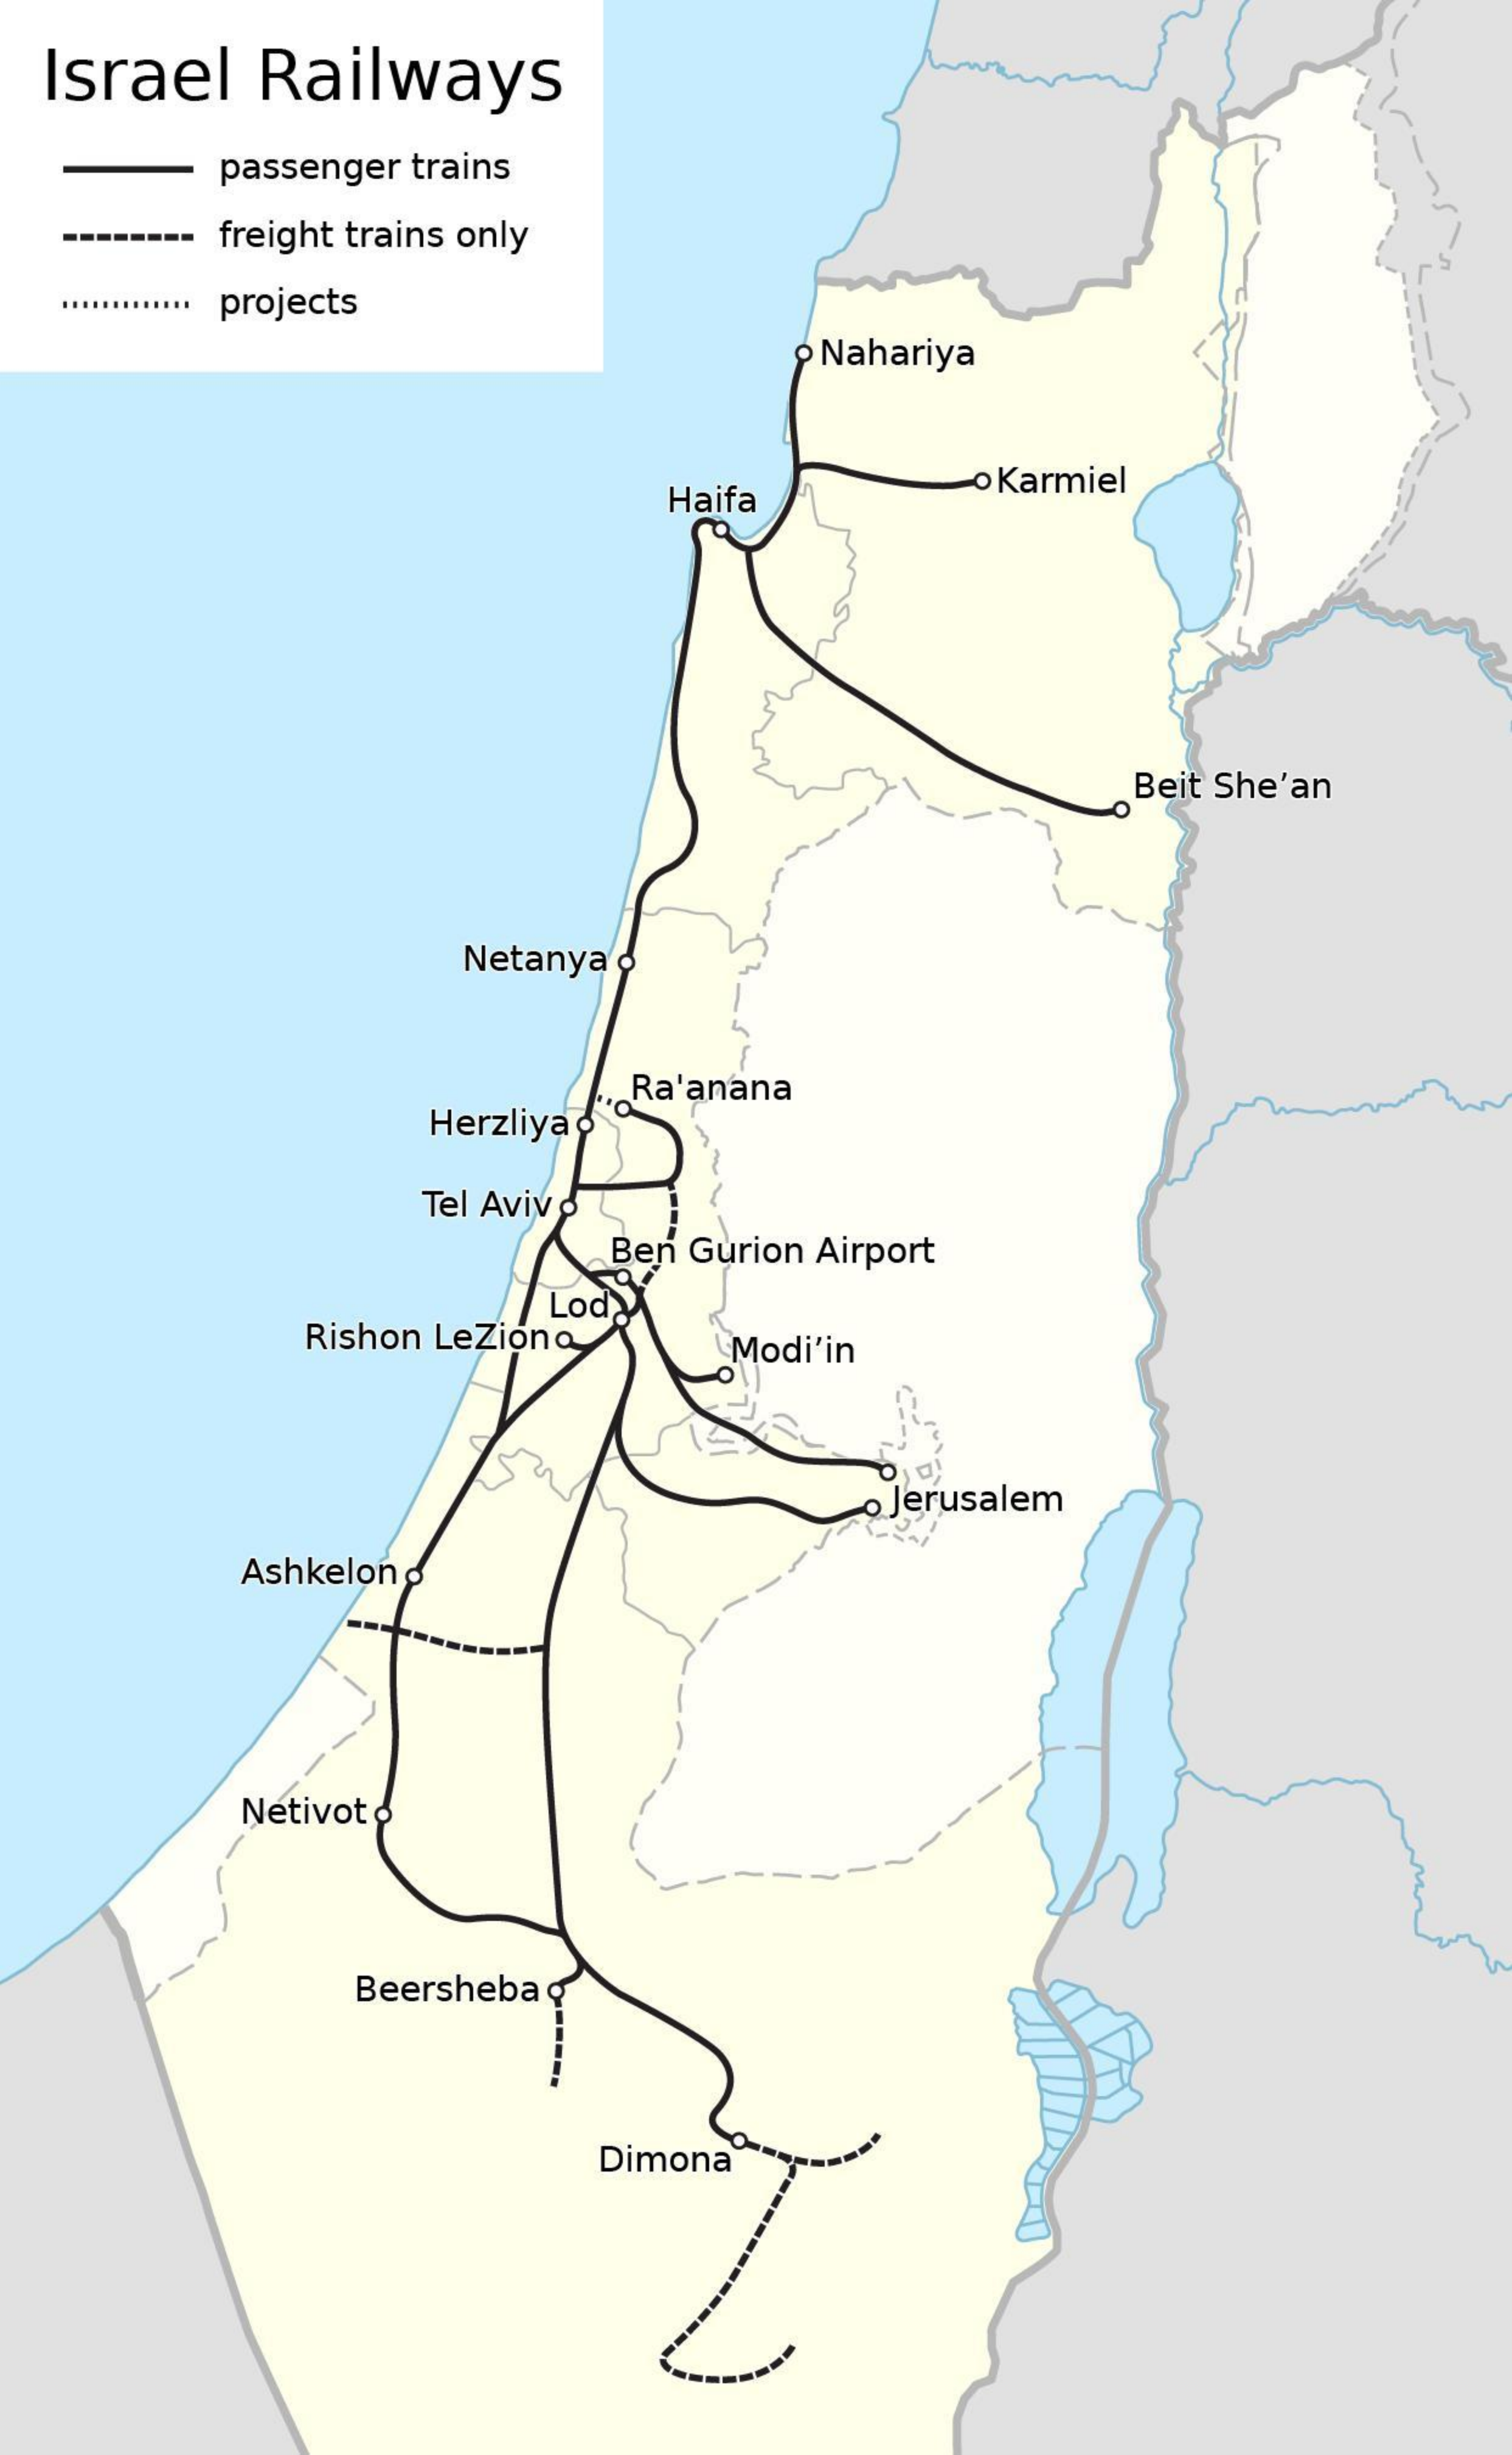 Israel Railways
passenger trains
freight trains only
projects
Nahariya
Karmiel
Haifa
Beit She’an
Netanya
Ra'anana
Herzliya
Tel Aviv
Ben Gurion Airport
Lod
Rishon LeZion
Modi’in
Jerusalem
Ashkelon
Netivot
Beersheba
Dimona